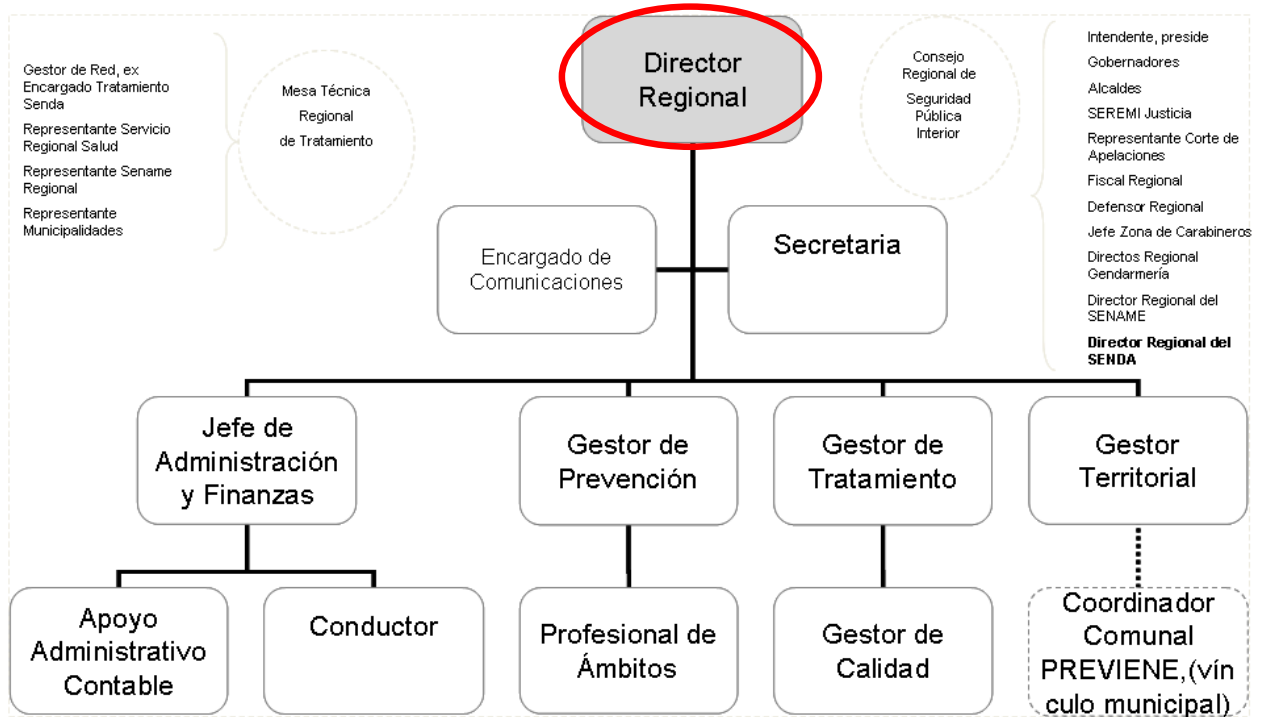 Gestor de Red, ex
Encargado Tratamiento
Senda
Representante Servicio
Regional Salud
Representante Sename
Regional
Representante
Municipalidades
Mesa Técnica
Regional
de Tratamiento
Director
Regional
Consejo
Regional de
Seguridad
Pública
Interior
Intendente, preside
Gobernadores
Alcaldes
SEREMI Justicia
Representante Corte de
Apelaciones
Fiscal Regional
Defensor Regional
Jefe Zona de Carabineros
Directos Regional
Gendarmería
Director Regional del
SENAME
Director Regional del
SENDA
Encargado de
Comunicaciones
Secretaria
Jefe de
Administración
y Finanzas
Gestor de
Prevención
Gestor de
Tratamiento
Gestor
Territorial
Apoyo
Administrativo
Contable
Conductor
Profesional de
Ámbitos
Gestor de
Calidad
Coordinador
Comunal
PREVIENE,(vín
culo municipal)